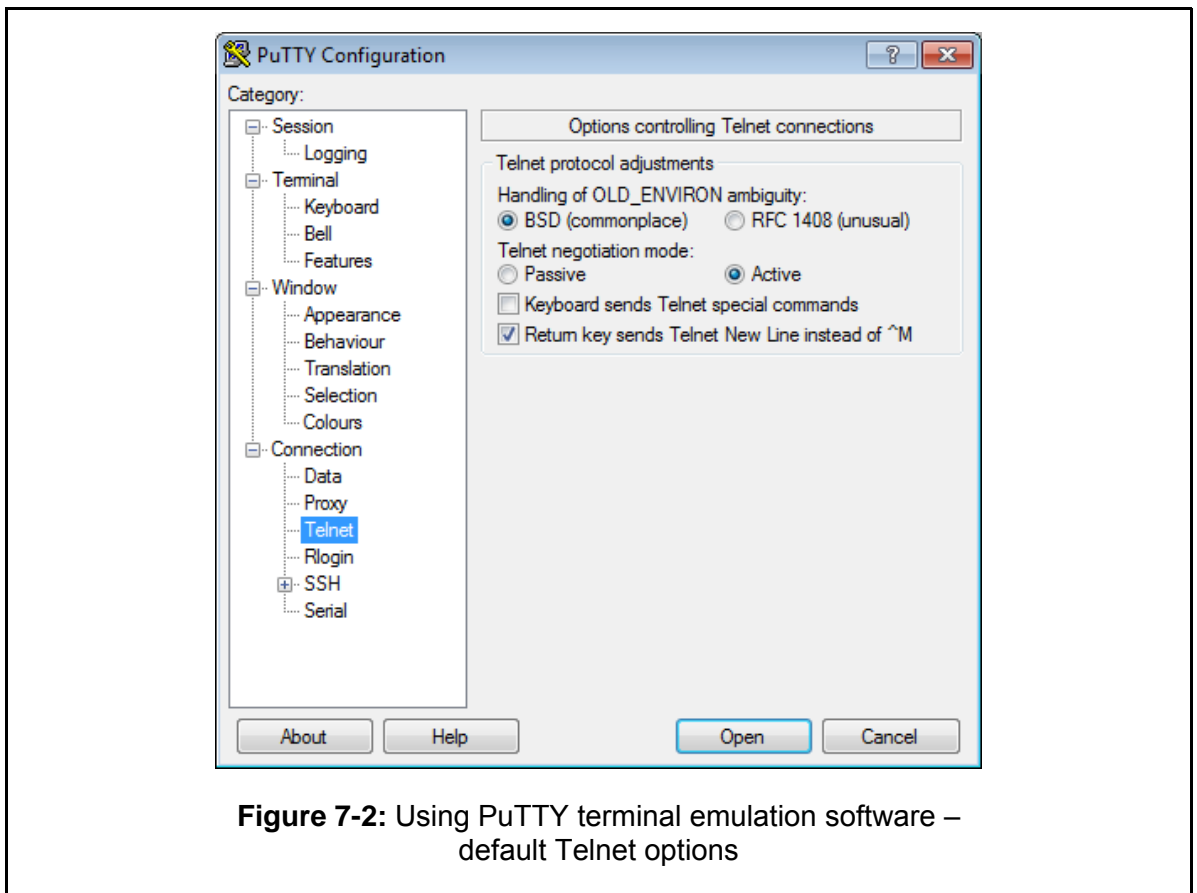 PuTTY Configuration
Category:
Session
Logging
Terminal
Keyboard
Bell
Features
Window
Appearance
Behaviour
Translation
Selection
Colours
Connection
Data
Proxy
Telnet
Rlogin
SSH
Serial
Options controlling Telnet connections
Telnet protocol adjustments
Handling of OLD_ENVIRON ambiguity:
BSD (commonplace) RFC 1408 (unusual)
Telnet negotiation mode:
Passive Active
Keyboard sends Telnet special commands
Return key sends Telnet New Line instead of ^M
About Help Open Cancel
Figure 7-2: Using PuTTY terminal emulation software –
default Telnet options